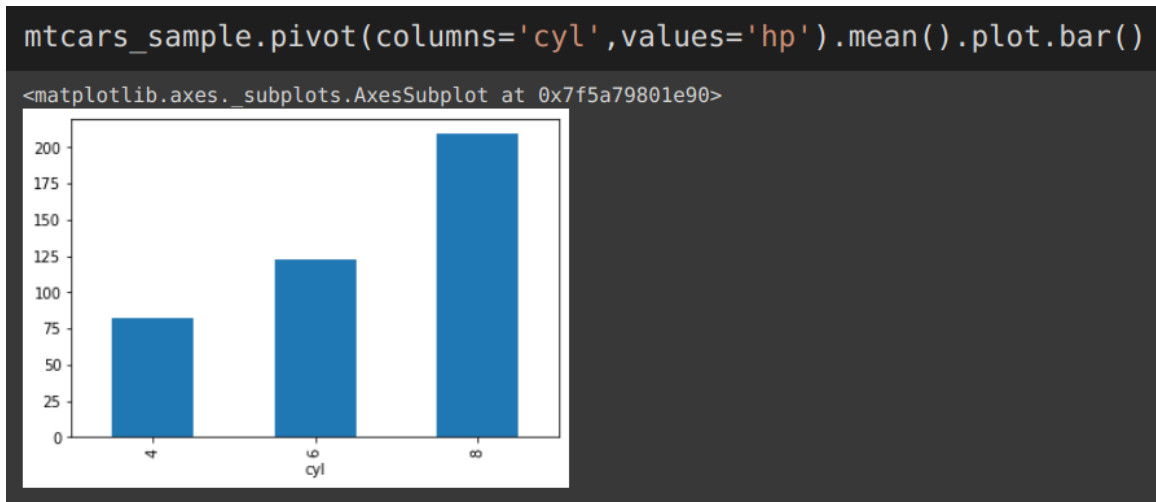 mtcars_sample.pivot(columns='cyl',values='hp').mean().plot.bar()
<matplotlib.axes._subplots.AxesSubplot at 0x7f5a79801e90>
200
175
150
125
100
75
50
25
0
4 6 8
cyl